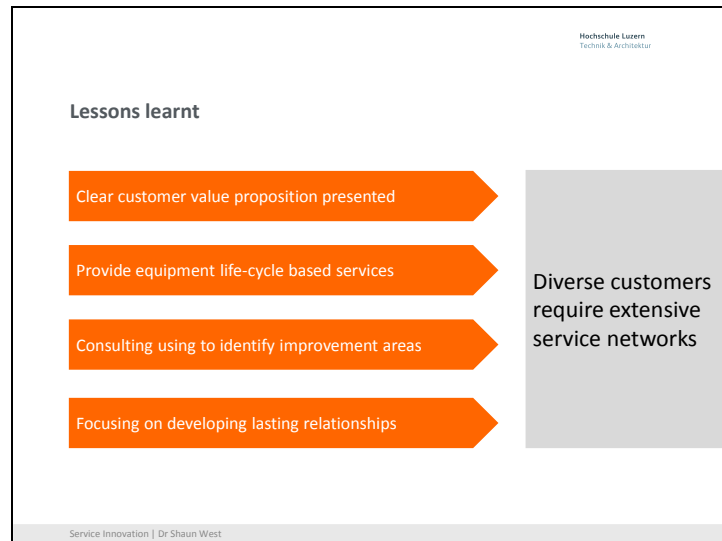 Hochschule Luzern
Technik & Architektur
Lessons learnt
Clear customer value proposition presented
Provide equipment life-cycle based services
Consulting using to identify improvement areas
Focusing on developing lasting relationships
Diverse customers
require extensive
service networks
Service Innovation | Dr Shaun West